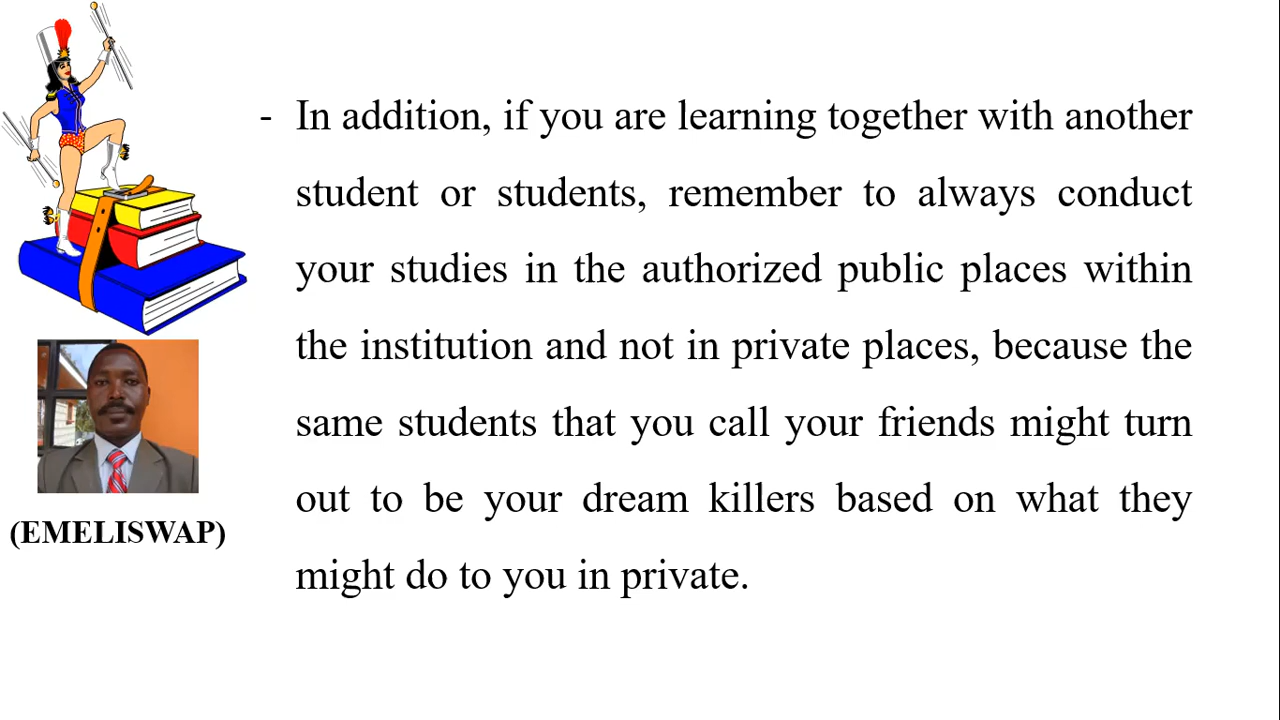 - In addition, if you are learning together with another
student or students, remember to always conduct
your studies in the authorized public places within
the institution and not in private places, because the
same students that you call your friends might turn
out to be your dream killers based on what they
might do to you in private.
(EMELISWAP)